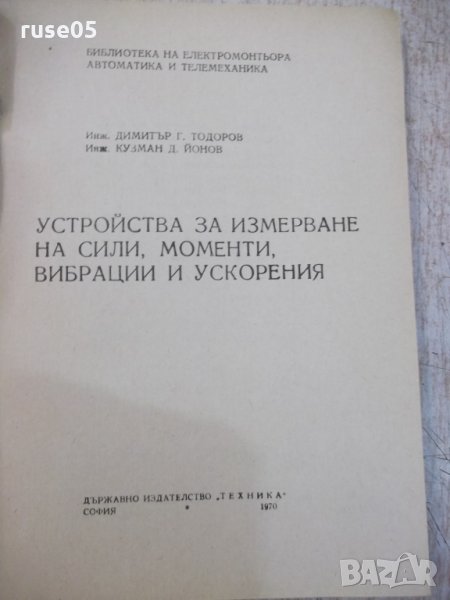 ruse05
БИБЛИОТЕКА НА ЕЛЕКТРОМОНТЬОРА
АВТОМАТИКА И ТЕЛЕМЕХАНИКА
Инж. ДИМИТЪР Г. ТОДОРОВ
Инж. КУЗМАН Д. ЙОНОВ
УСТРОЙСТВА ЗА ИЗМЕРВАНЕ
НА СИЛИ, МОМЕНТИ,
ВИБРАЦИИ И УСКОРЕНИЯ
ДЪРЖАВНО ИЗДАТЕЛСТВО „ТЕХНИКА“
СОФИЯ * 1970
BAZAR